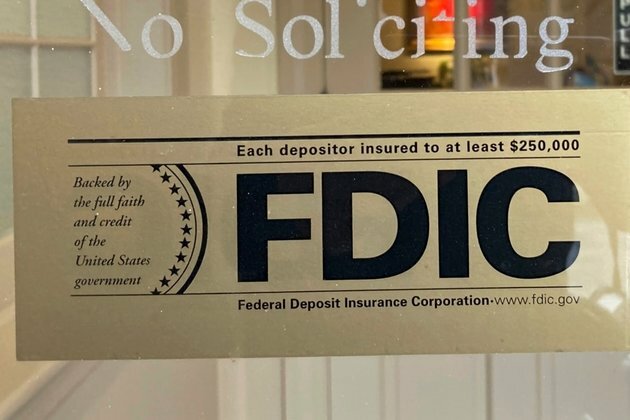 No Soliciting
Each depositor insured to at least $250,000
Backed by
the full faith
and credit
of the
United States
government
FDIC
Federal Deposit Insurance Corporation • www.fdic.gov